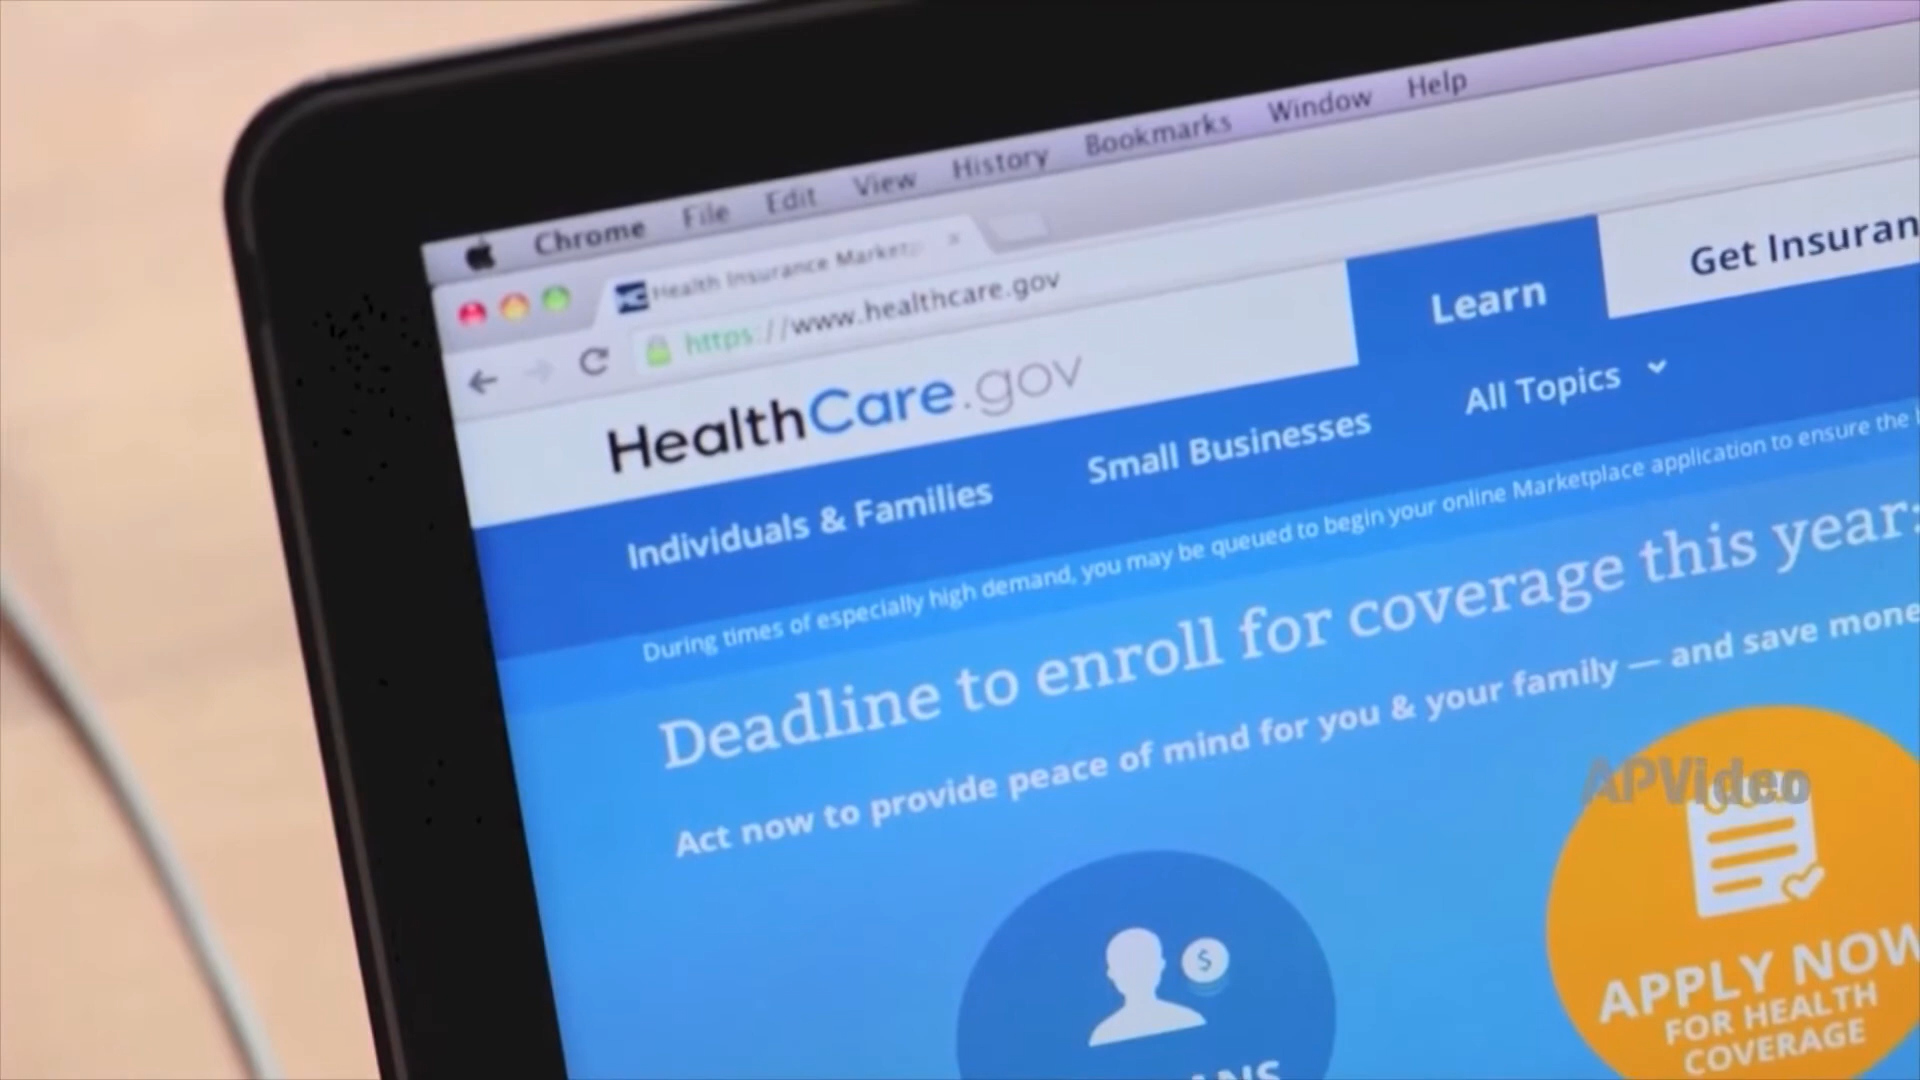 Chrome File Edit View History Bookmarks Window Help
Health Insurance
https://www.healthcare.gov
HealthCare.gov
Learn
Get
Individuals & Families
Small Businesses
All Topics
During times of especially high demand, you may be queued to begin your online Marketplace application to ensure the
Deadline to enroll for coverage this year:
Act now to provide peace of mind for you & your family — and save
$
APVideo
APPLY NOW
FOR HEALTH
COVERAGE